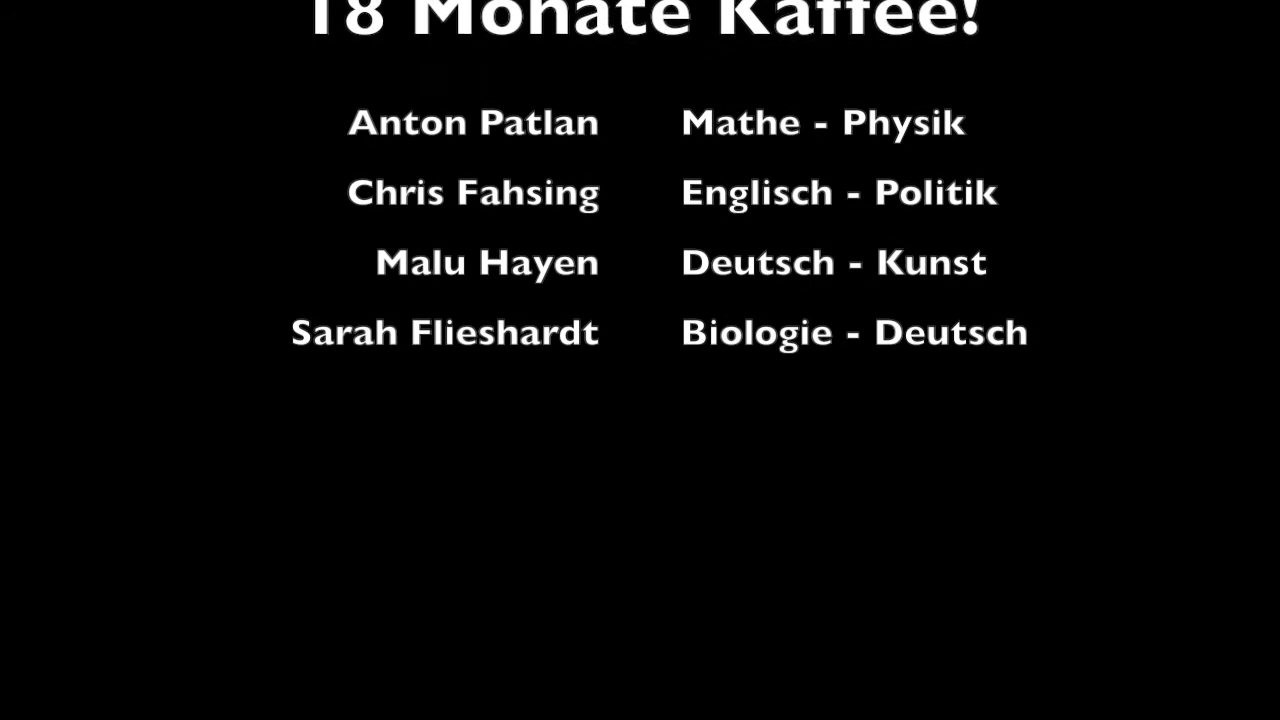 18 Monate Kaffee!
Anton Patlan Mathe - Physik
Chris Fahsing Englisch - Politik
Malu Hayen Deutsch - Kunst
Sarah Flieshardt Biologie - Deutsch